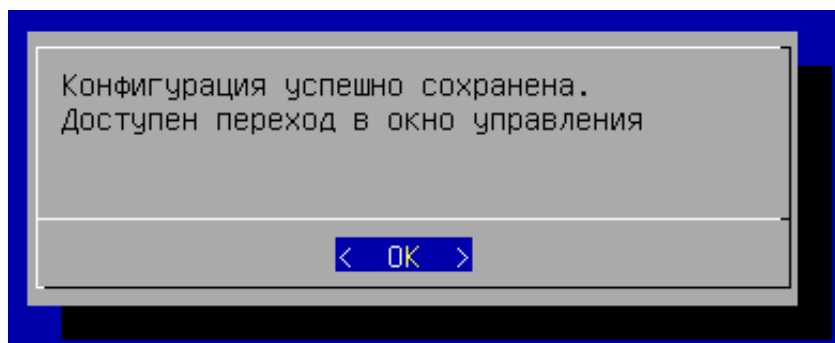 Конфигурация успешно сохранена.
Доступен переход в окно управления
< OK >